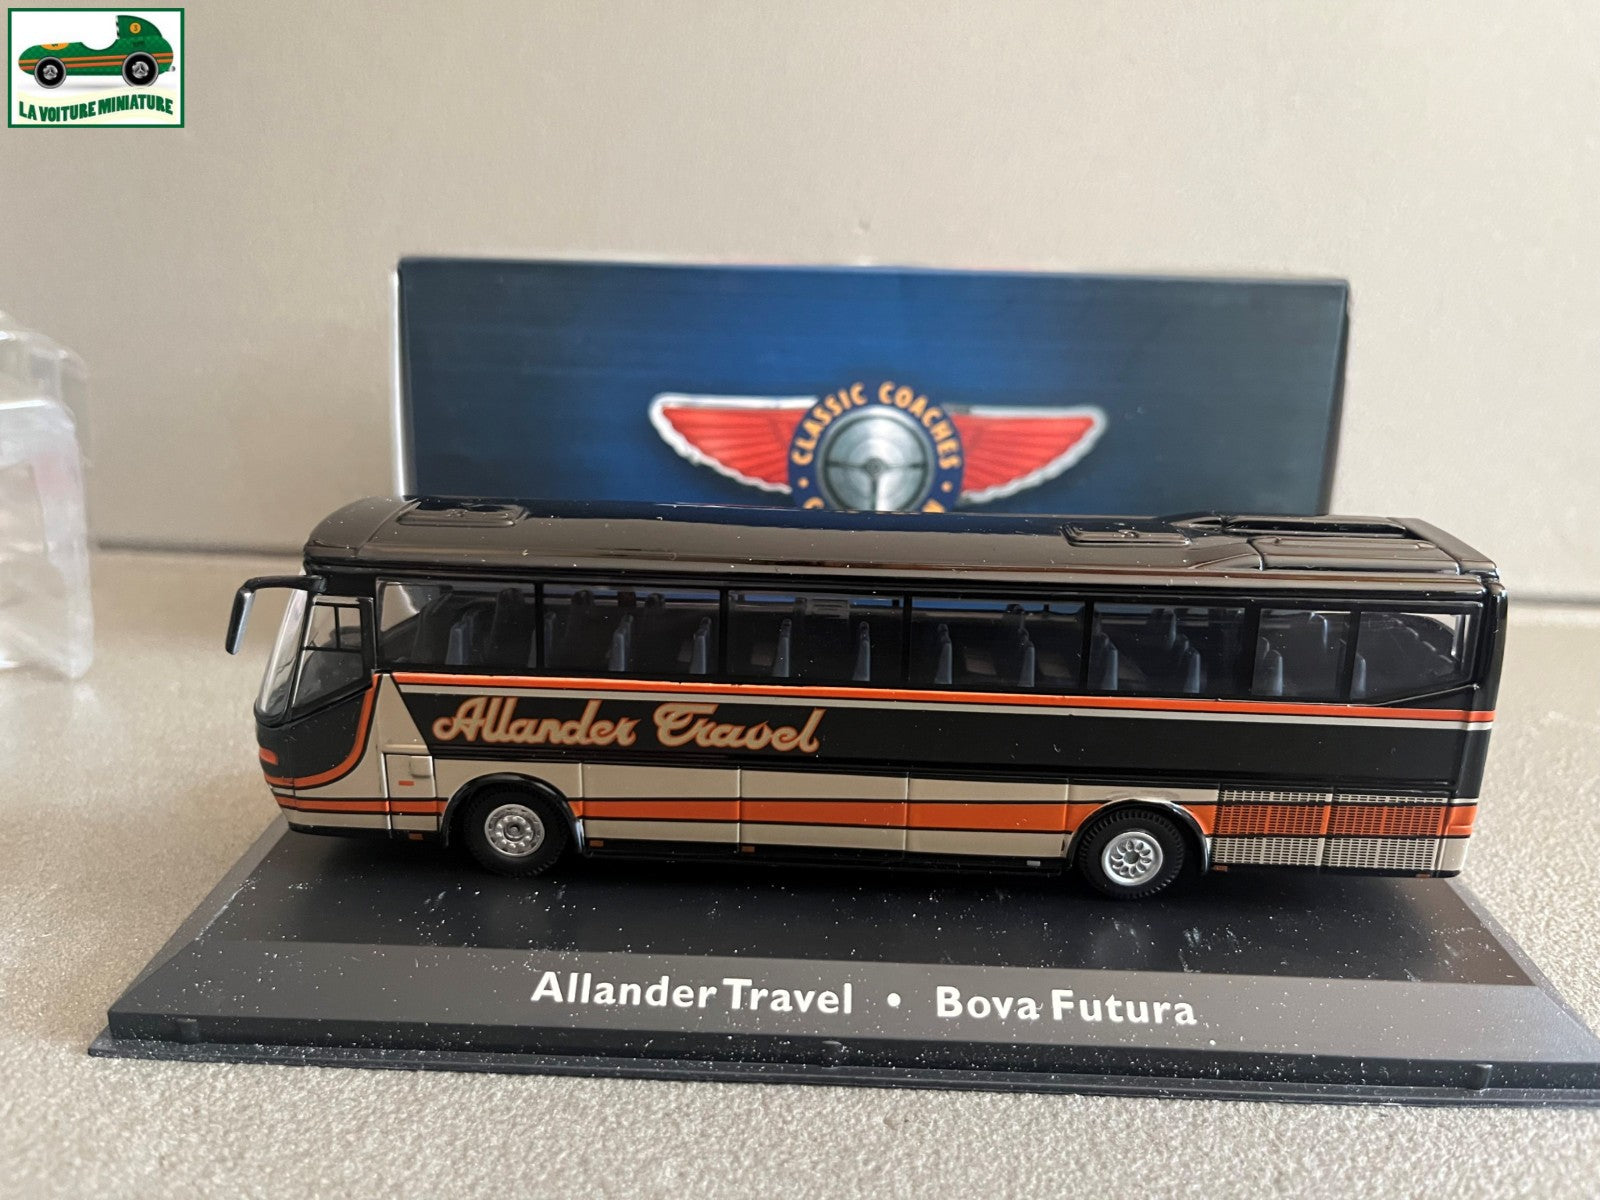 LA VOITURE MINIATURE
CLASSIC COACHES
Allander Travel
Allander Travel • Bova Futura